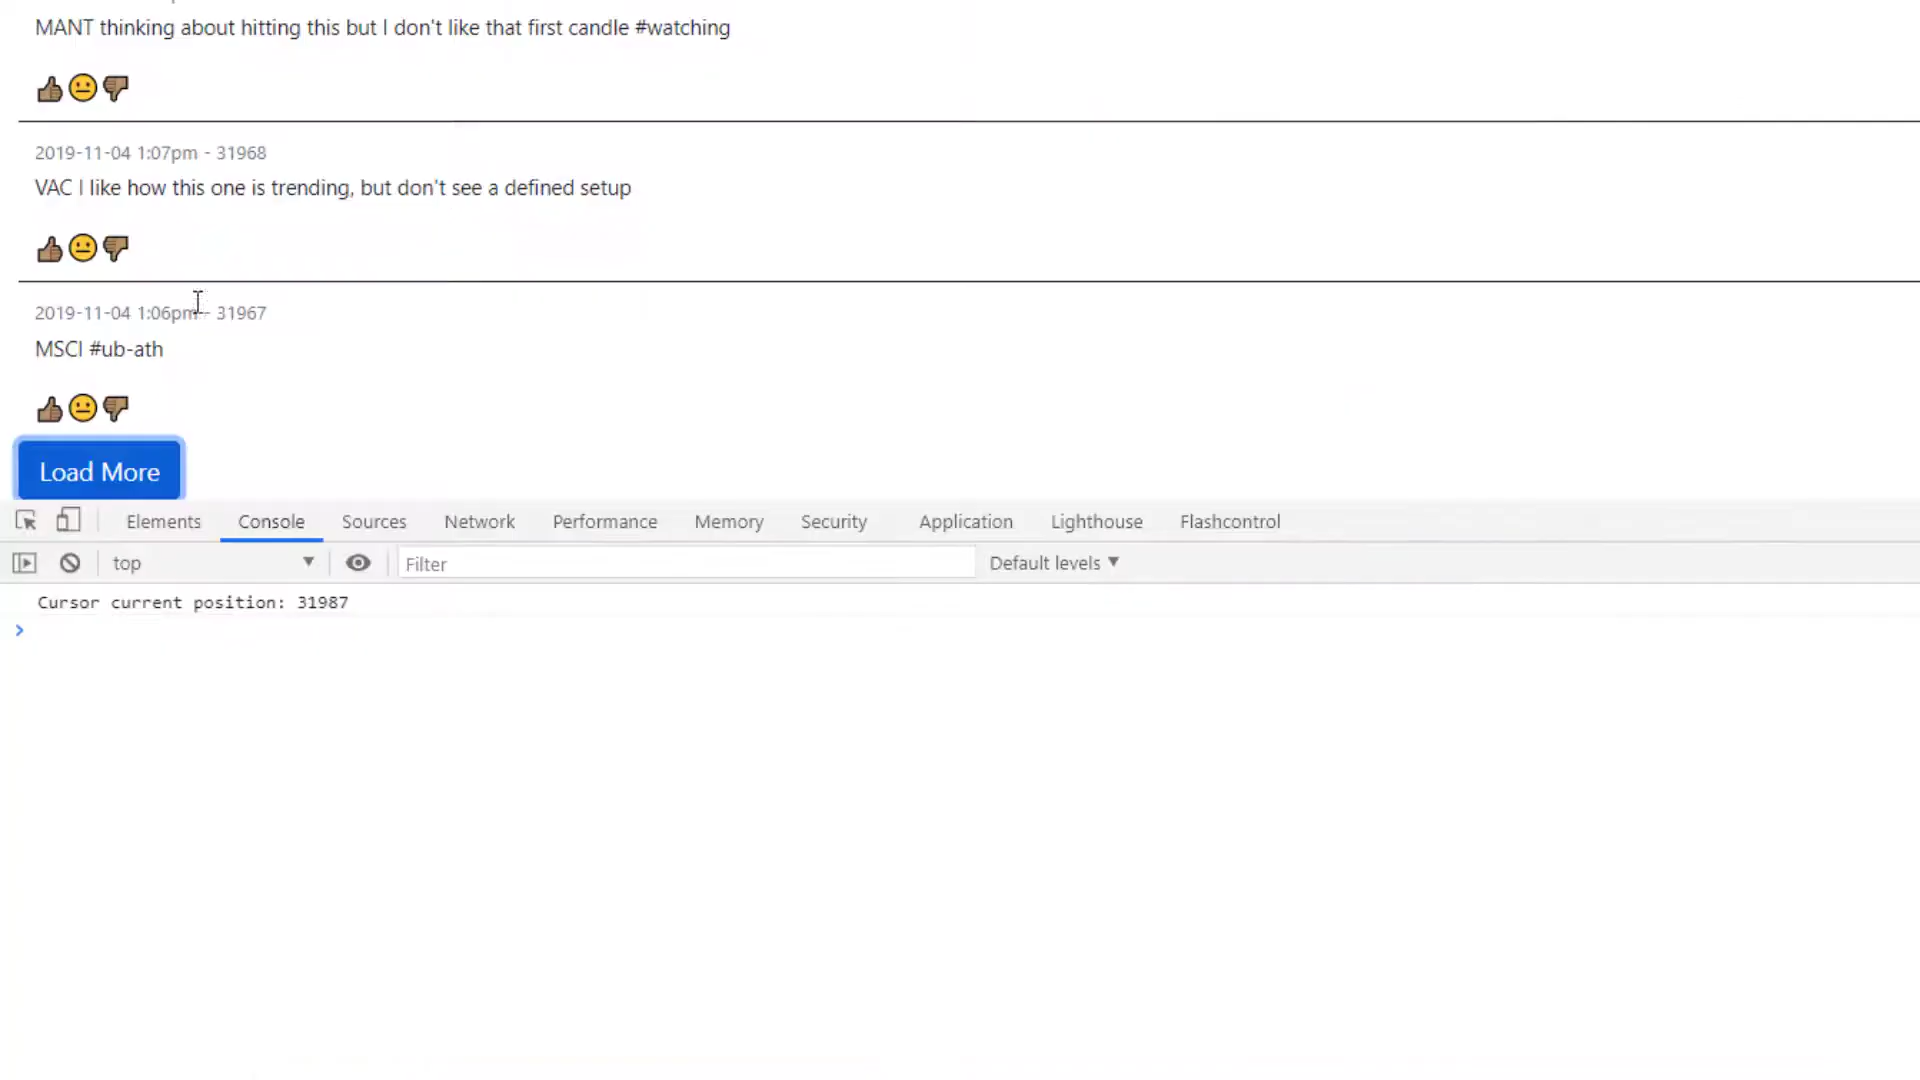 MANT thinking about hitting this but I don't like that first candle #watching
2019-11-04 1:07pm - 31968
VAC I like how this one is trending, but don't see a defined setup
2019-11-04 1:06pm - 31967
MSCI #ub-ath
Load More
Elements Console Sources Network Performance Memory Security Application Lighthouse Flashcontrol
top Filter Default levels
Cursor current position: 31987